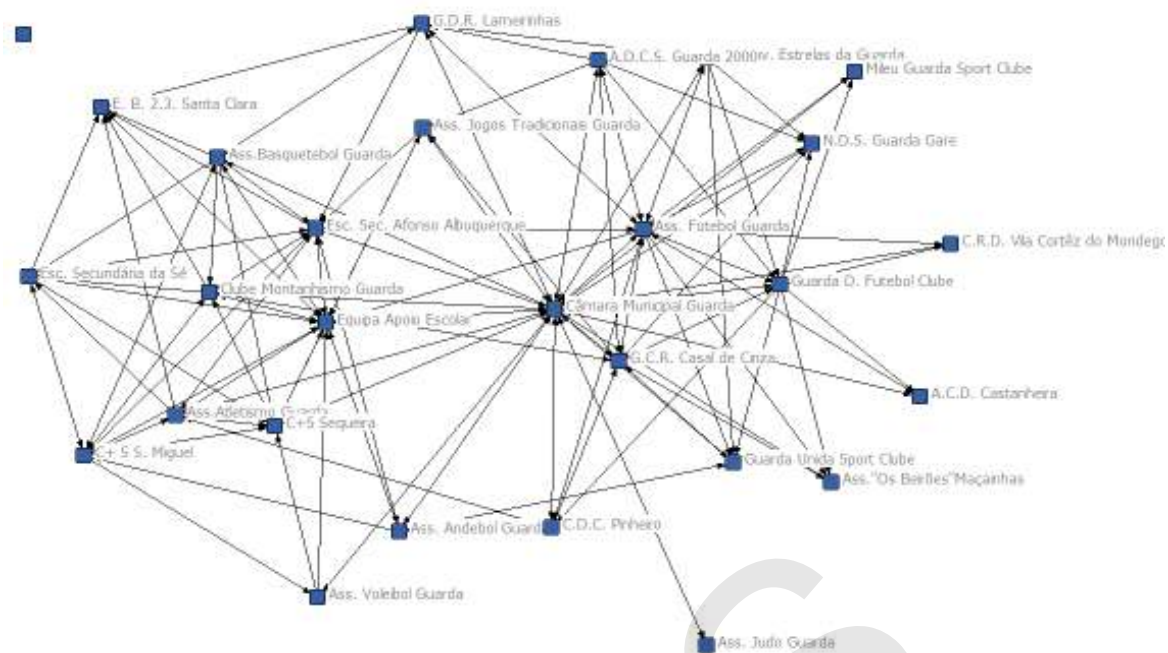 G.D.R. Lameirinhas
A.D.C.S. Guarda 2000
Estrelas da Guarda
Mileu Guarda Sport Clube
E. B. 2.3. Santa Clara
Ass. Jogos Tradicionais Guarda
N.D.S. Guarda Gare
Ass.Basquetebol Guarda
Esc. Sec. Afonso Albuquerque
Ass. Futebol Guarda
C.R.D. Vila Cortêz do Mondego
Esc. Secundária da Sé
Guarda D. Futebol Clube
Clube Montanhismo Guarda
Câmara Municipal Guarda
Equipa Apoio Escolar
G.C.R. Casal de Cinza
A.C.D. Castanheira
Ass.Atletismo Guarda
C+S Sequeira
C+ S S. Miguel
Guarda Unida Sport Clube
Ass."Os Beirões"Maçainhas
Ass. Andebol Guarda
C.D.C. Pinheiro
Ass. Voleibol Guarda
Ass. Judo Guarda